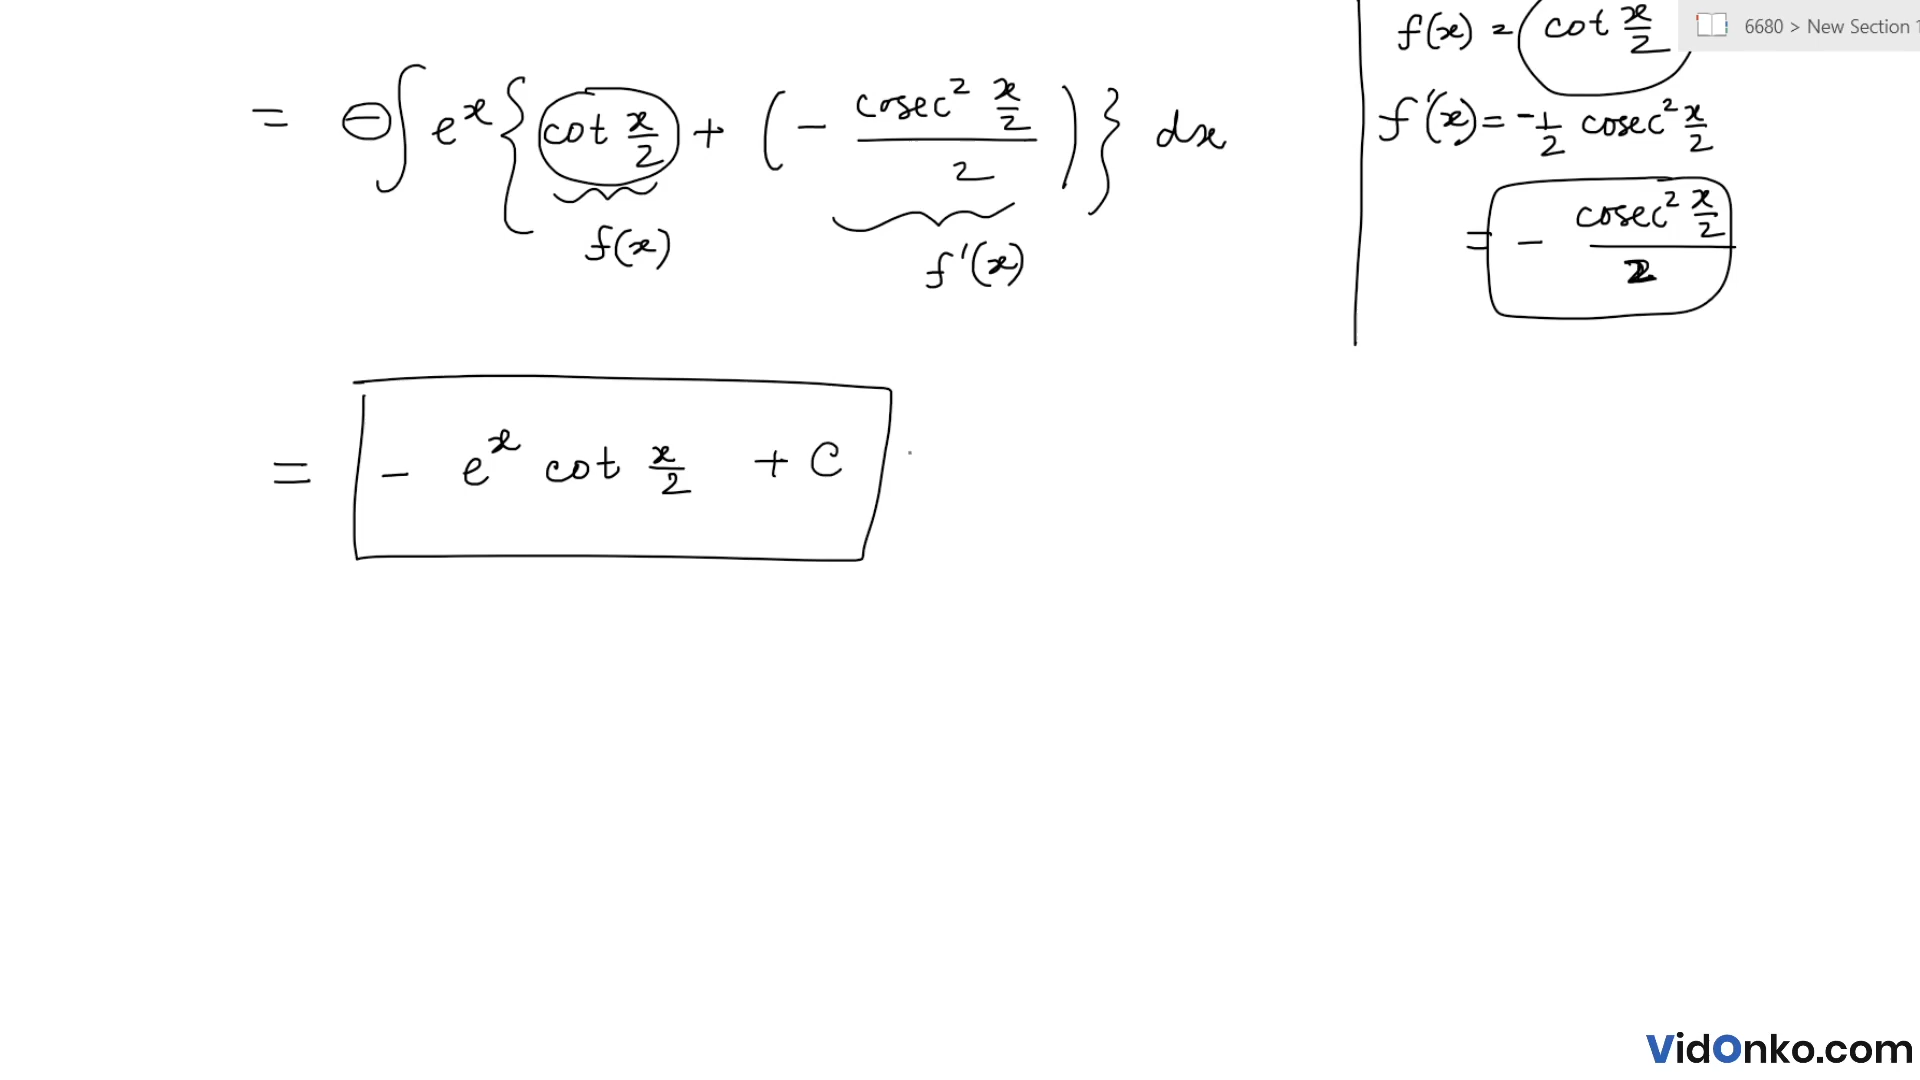 f(x) = cot x/2
6680 > New Section 1
= -∫ e^x { cot x/2 + ( - cosec² x/2 / 2 ) } dx
f(x)
f'(x)
f'(x) = -1/2 cosec² x/2
= - cosec² x/2 / 2
= - e^x cot x/2 + C
VidOnko.com